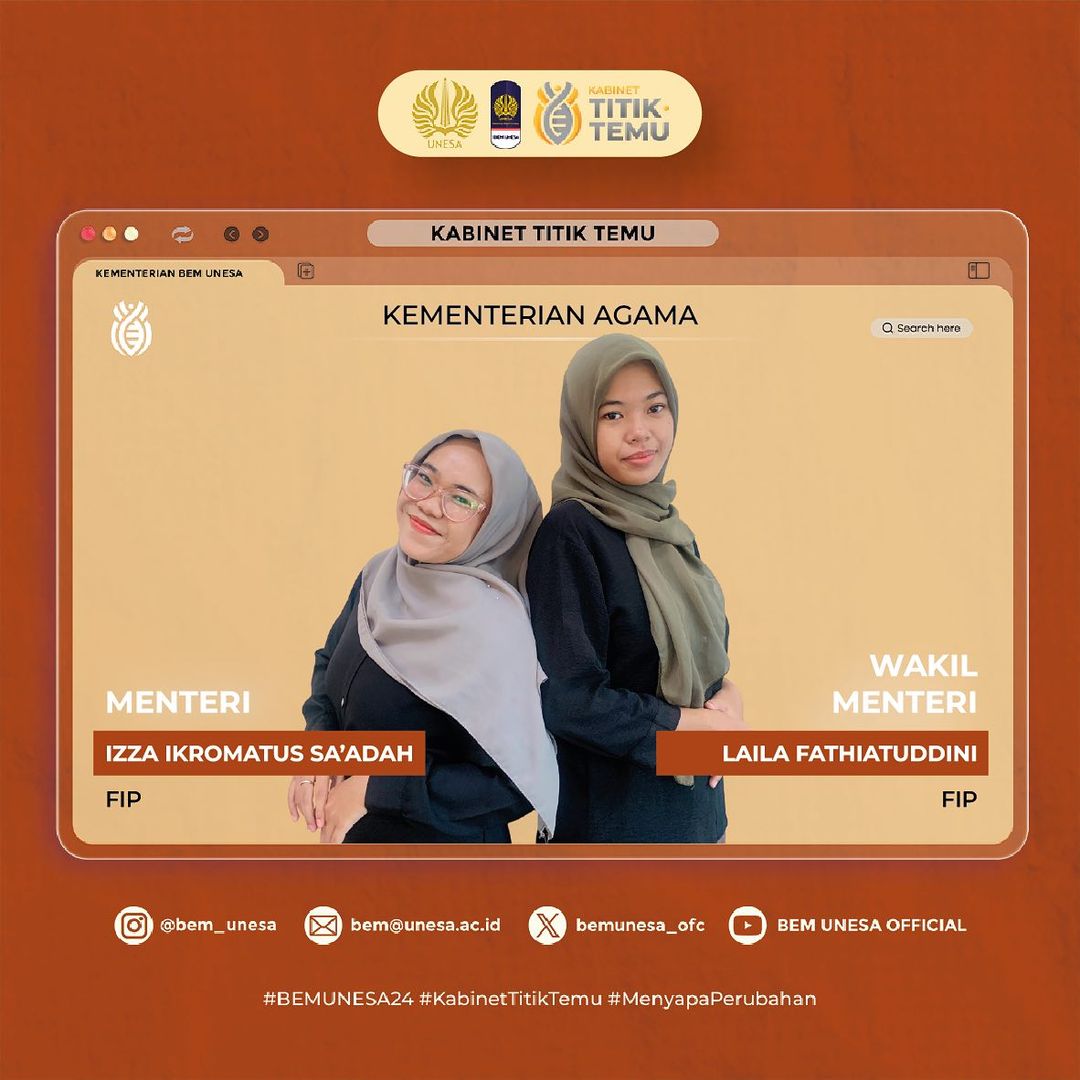 UNESA
BEM UNESA
KABINET
TITIK
TEMU
KABINET TITIK TEMU
KEMENTERIAN BEM UNESA
KEMENTERIAN AGAMA
Search here
MENTERI
IZZA IKROMATUS SA’ADAH
FIP
WAKIL
MENTERI
LAILA FATHIATUDDINI
FIP
@bem_unesa
bem@unesa.ac.id
bemunesa_ofc
BEM UNESA OFFICIAL
#BEMUNESA24 #KabinetTitikTemu #MenyapaPerubahan